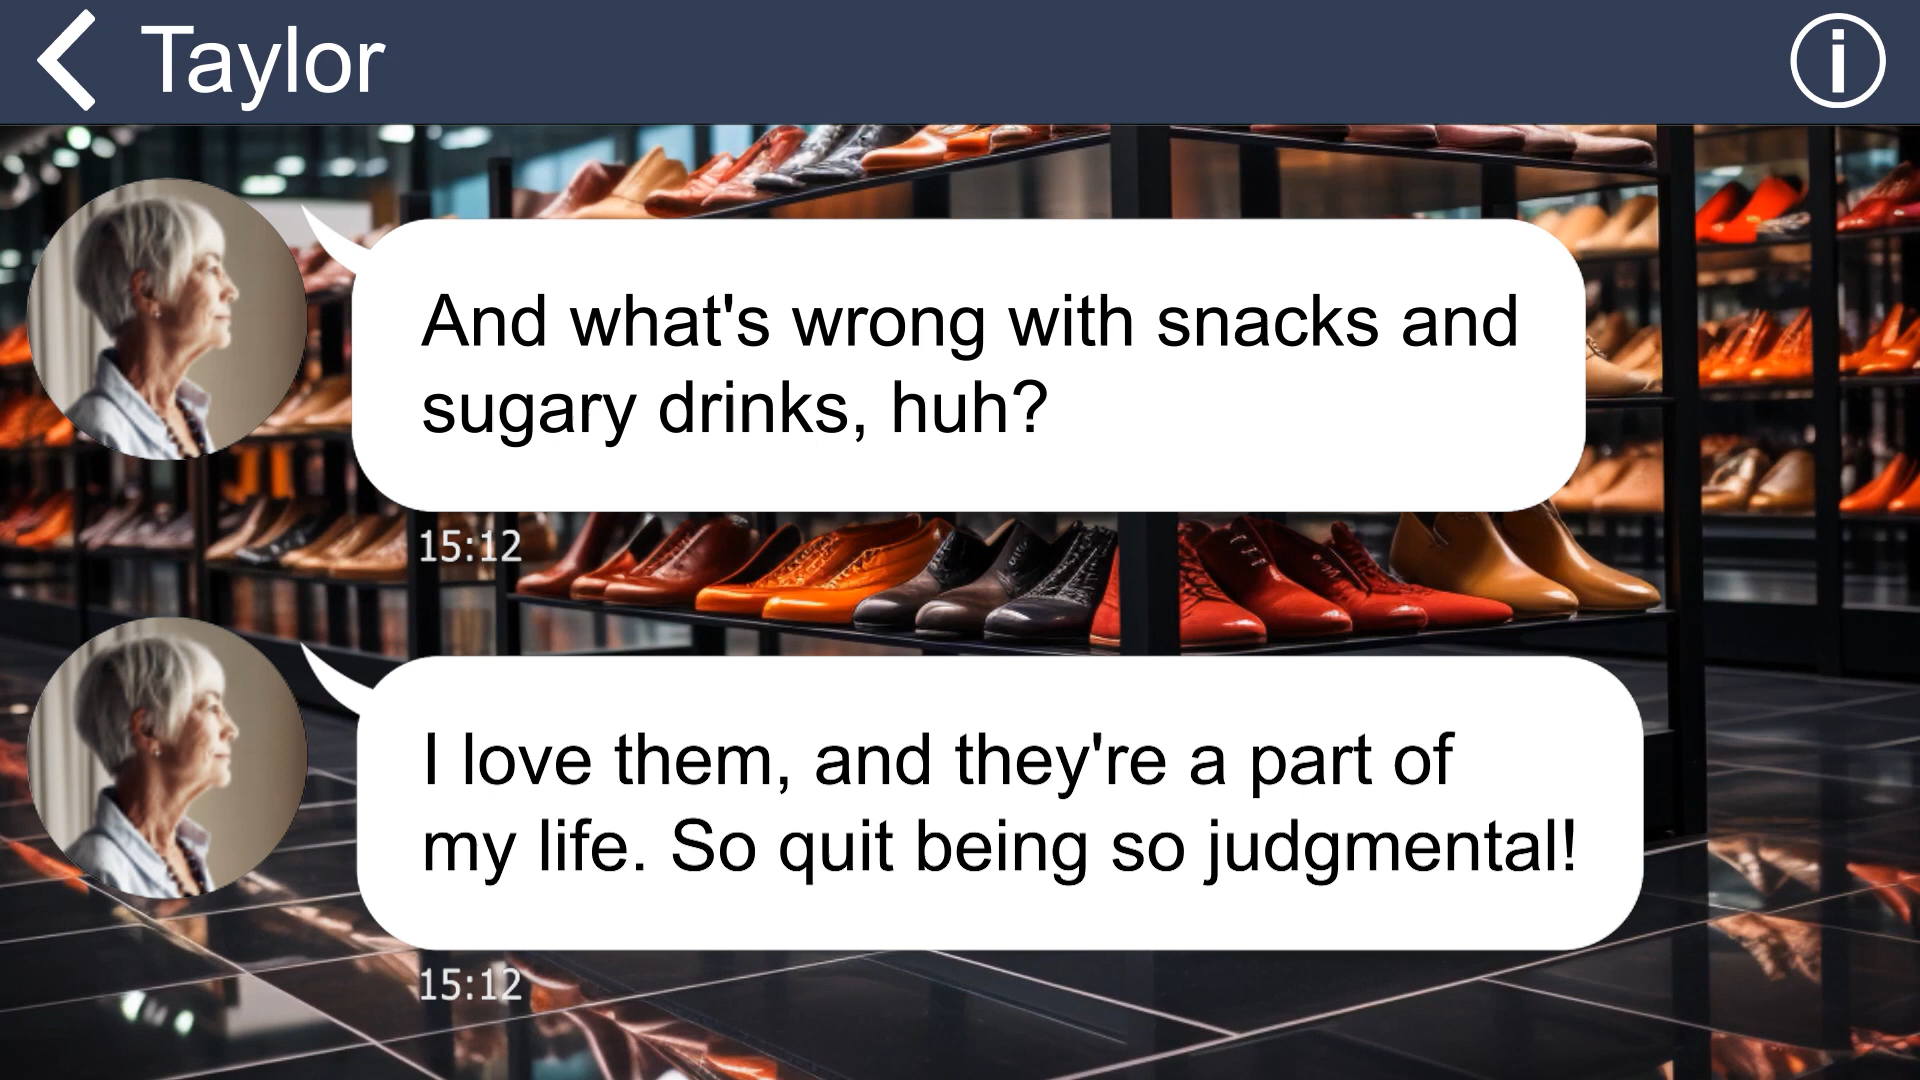 Taylor
And what's wrong with snacks and
sugary drinks, huh?
15:12
I love them, and they're a part of
my life. So quit being so judgmental!
15:12